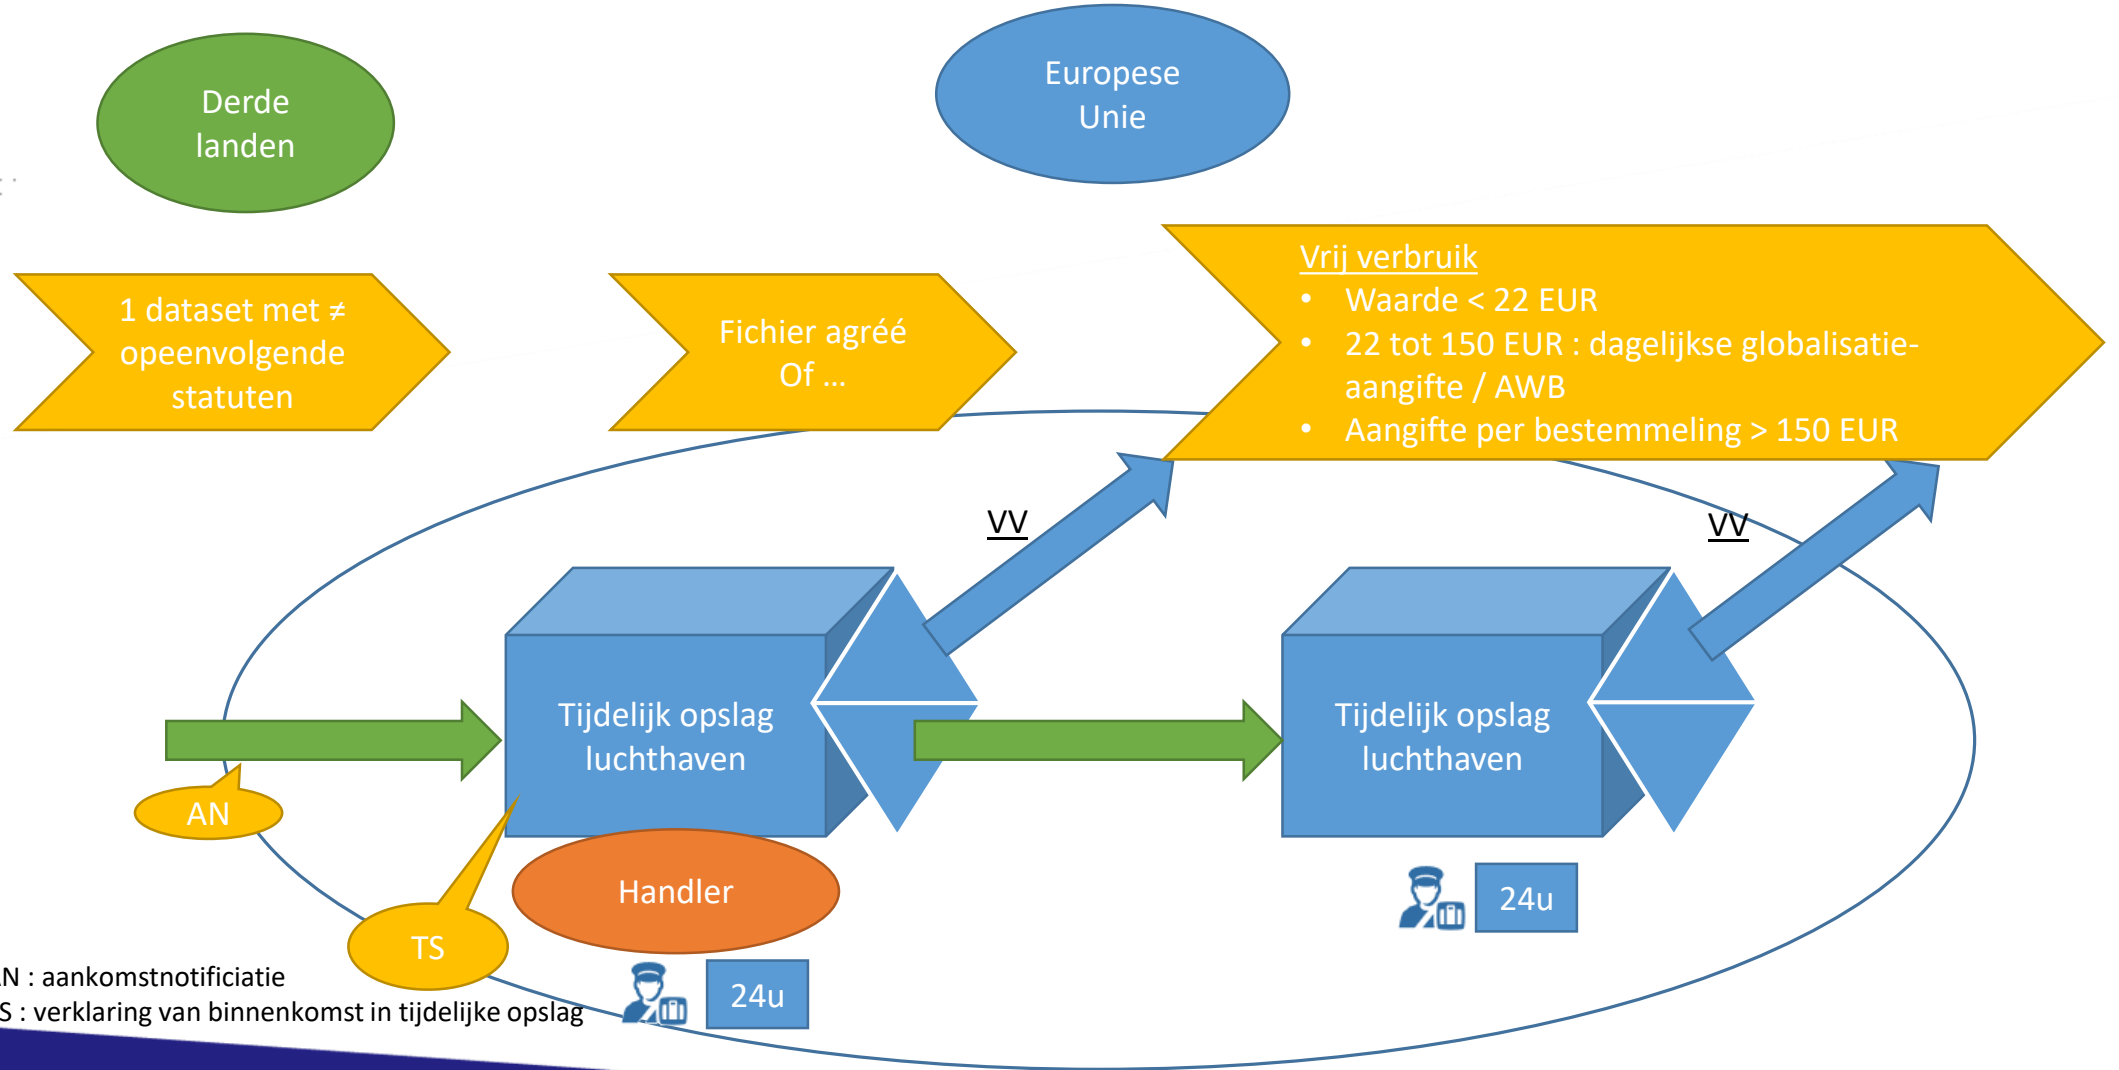 Derde
landen
Europese
Unie
1 dataset met ≠
opeenvolgende
statuten
Fichier agréé
Of …
Vrij verbruik
• Waarde < 22 EUR
• 22 tot 150 EUR : dagelijkse globalisatie-
aangifte / AWB
• Aangifte per bestemmeling > 150 EUR
VV
VV
Tijdelijk opslag
luchthaven
Tijdelijk opslag
luchthaven
AN
Handler
TS
24u
24u
N : aankomstnotificiatie
S : verklaring van binnenkomst in tijdelijke opslag